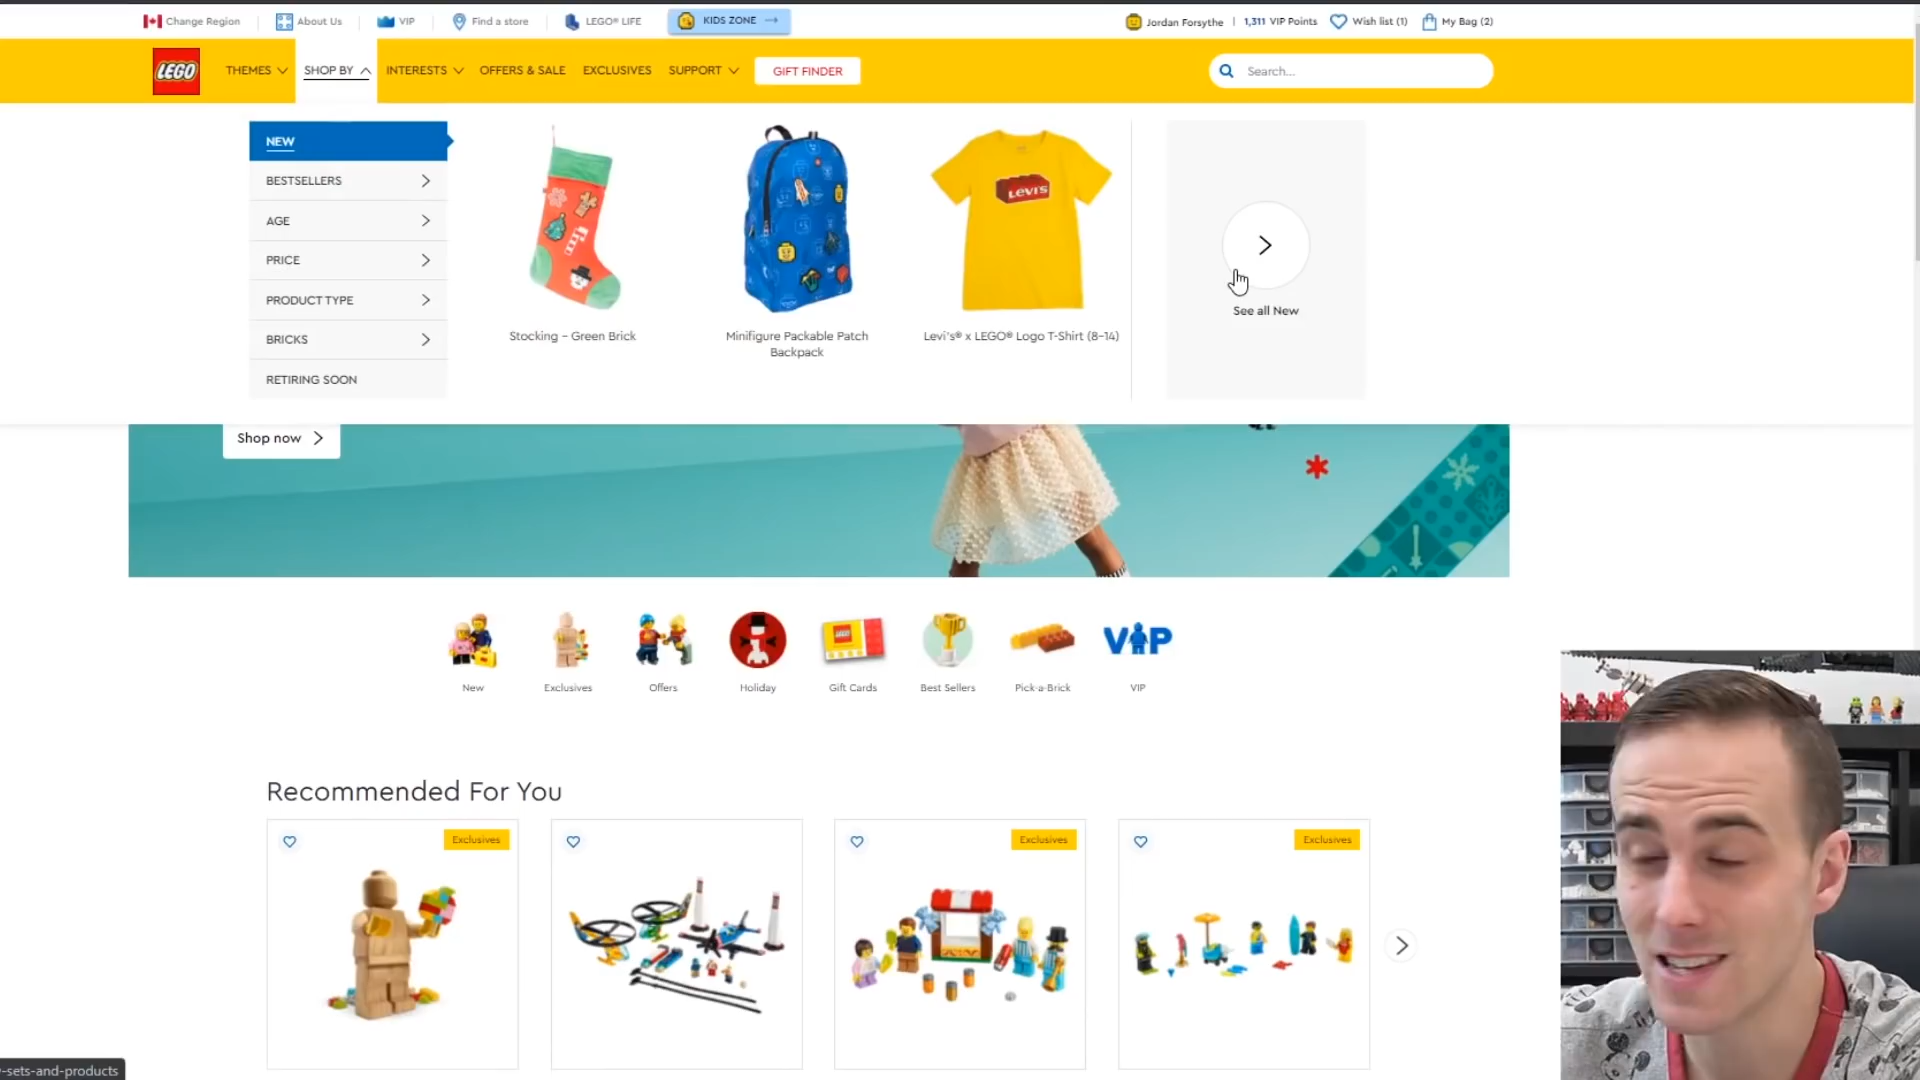 Change Region
About Us
VIP
Find a store
LEGO® LIFE
KIDS ZONE
Jordan Forsythe
1,311 VIP Points
Wish list (1)
My Bag (2)
LEGO
THEMES
SHOP BY
INTERESTS
OFFERS & SALE
EXCLUSIVES
SUPPORT
GIFT FINDER
Search...
NEW
BESTSELLERS
AGE
PRICE
PRODUCT TYPE
BRICKS
RETIRING SOON
Stocking – Green Brick
Minifigure Packable Patch
Backpack
LEVI'S
Levi's® x LEGO® Logo T-Shirt (8–14)
See all New
Shop now
New
Exclusives
Offers
Holiday
LEGO
Gift Cards
Best Sellers
Pick-a-Brick
VIP
VIP
Recommended For You
Exclusives
Exclusives
Exclusives
-sets-and-products